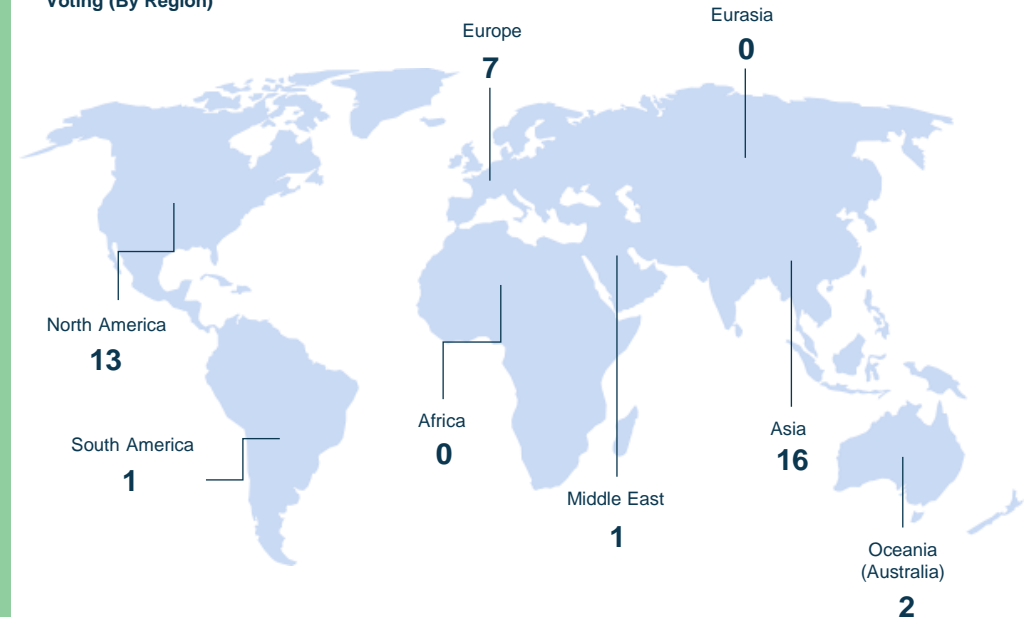 Voting (By Region)
Europe
7
Eurasia
0
North America
13
South America
1
Africa
0
Middle East
1
Asia
16
Oceania
(Australia)
2